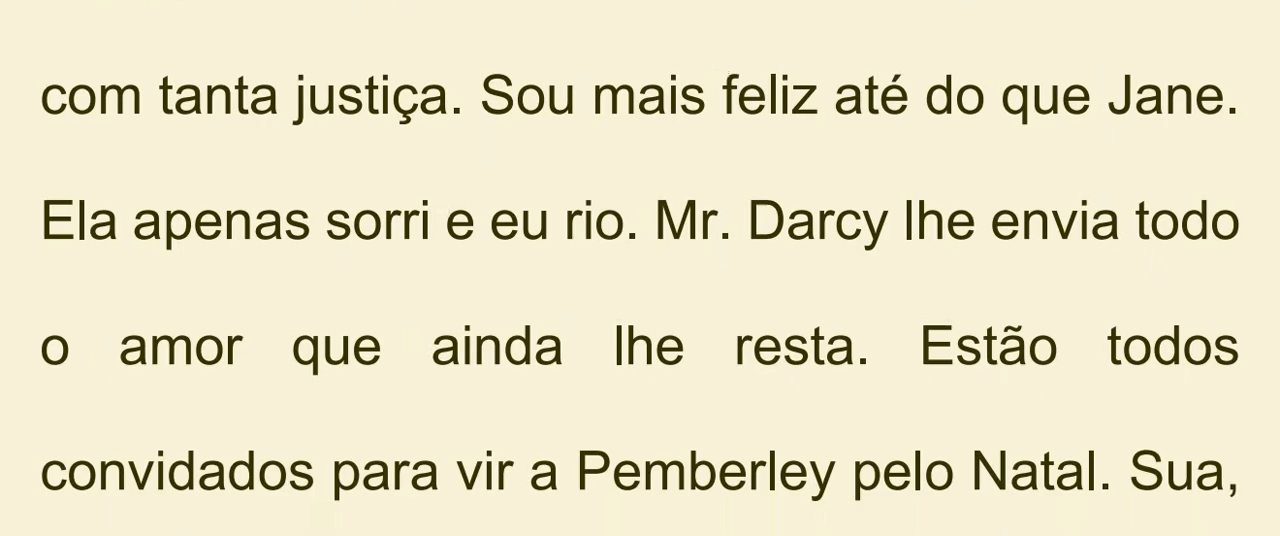 com tanta justiça. Sou mais feliz até do que Jane.
Ela apenas sorri e eu rio. Mr. Darcy lhe envia todo
o amor que ainda lhe resta. Estão todos
convidados para vir a Pemberley pelo Natal. Sua,